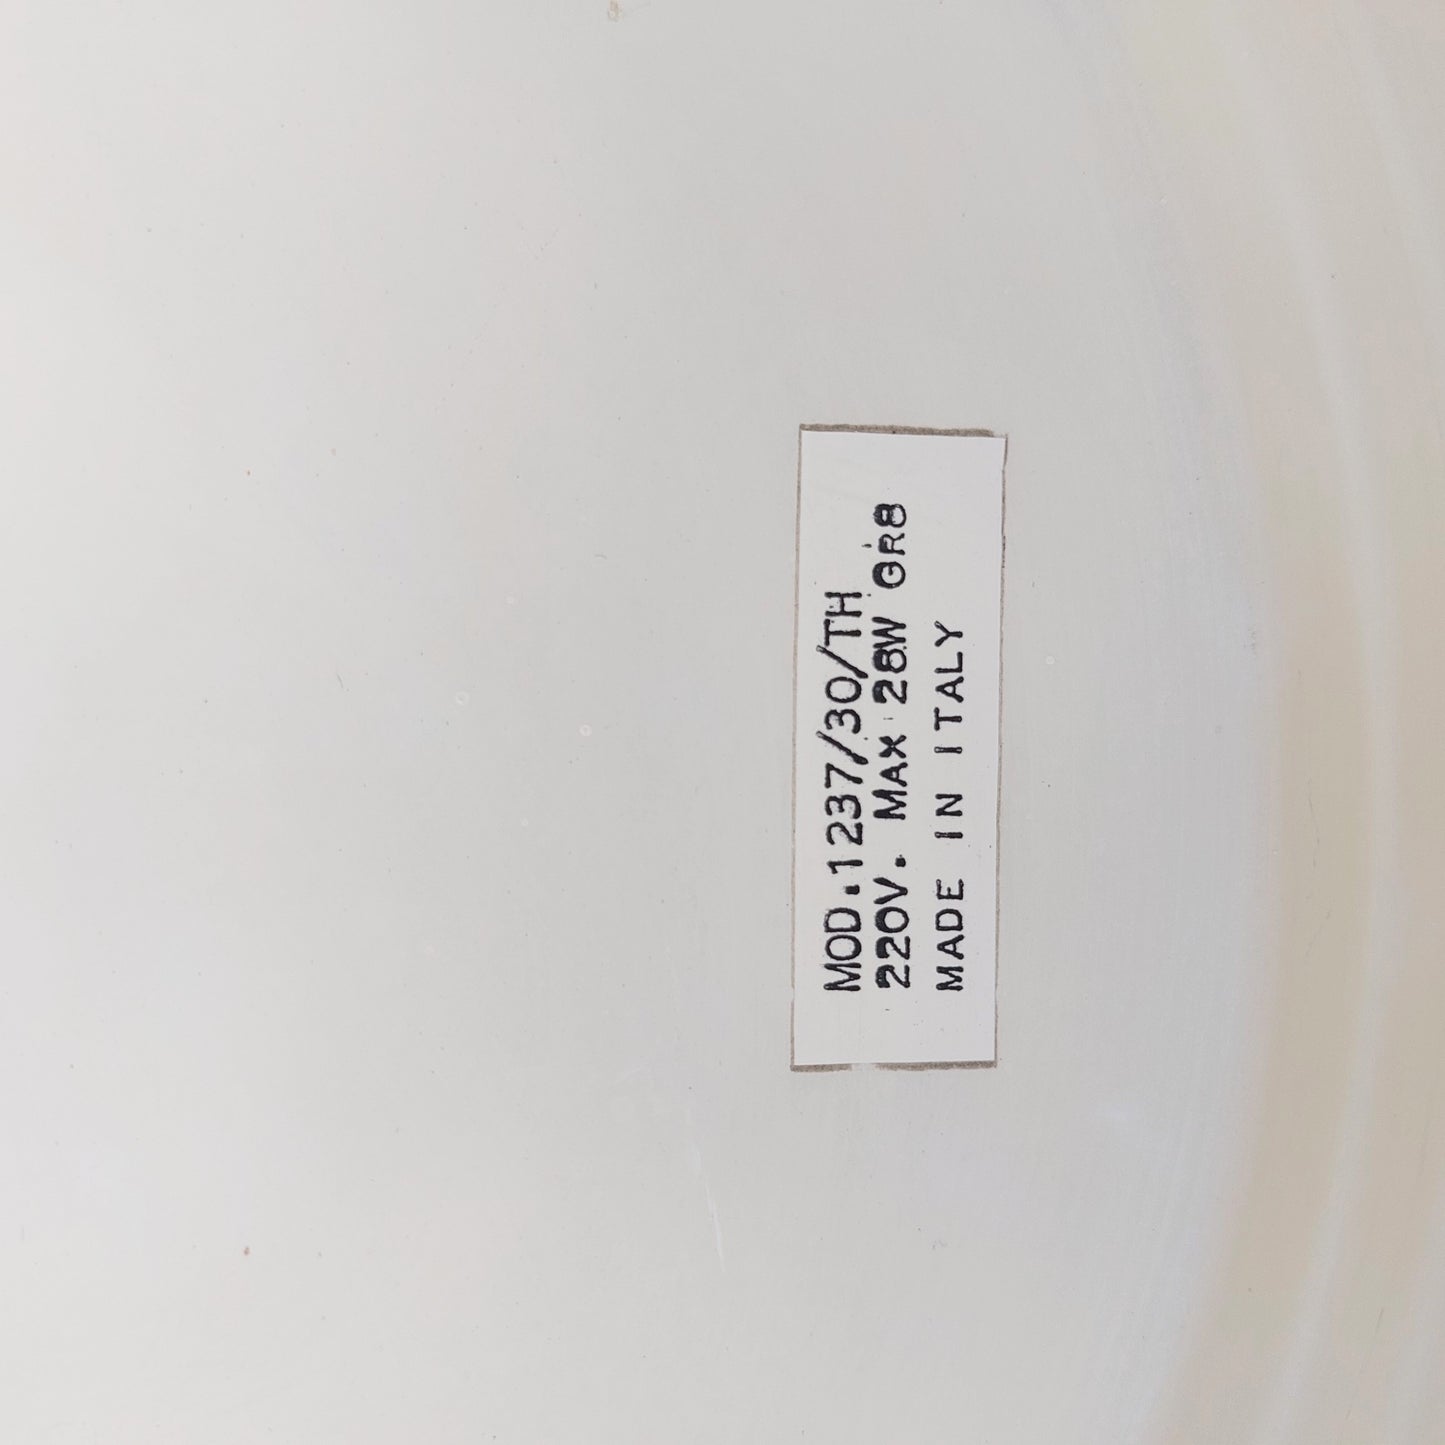 MOD.1237/30/TH
220V. MAX 28W GR8
MADE IN ITALY